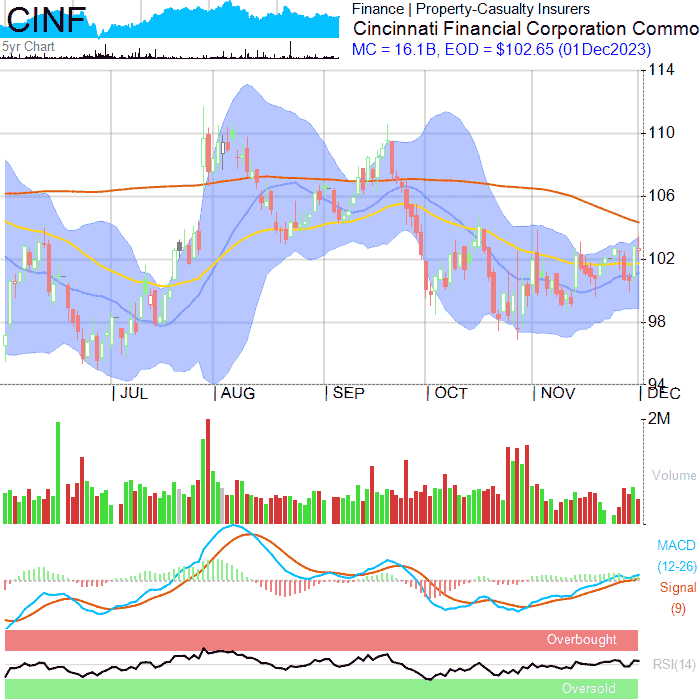 CINF
Finance | Property-Casualty Insurers
Cincinnati Financial Corporation Commo
MC = 16.1B, EOD = $102.65 (01Dec2023)
5yr Chart
114
110
106
102
98
94
JUL AUG SEP OCT NOV DEC
2M
Volume
MACD
(12-26)
Signal
(9)
Overbought
RSI(14)
Oversold